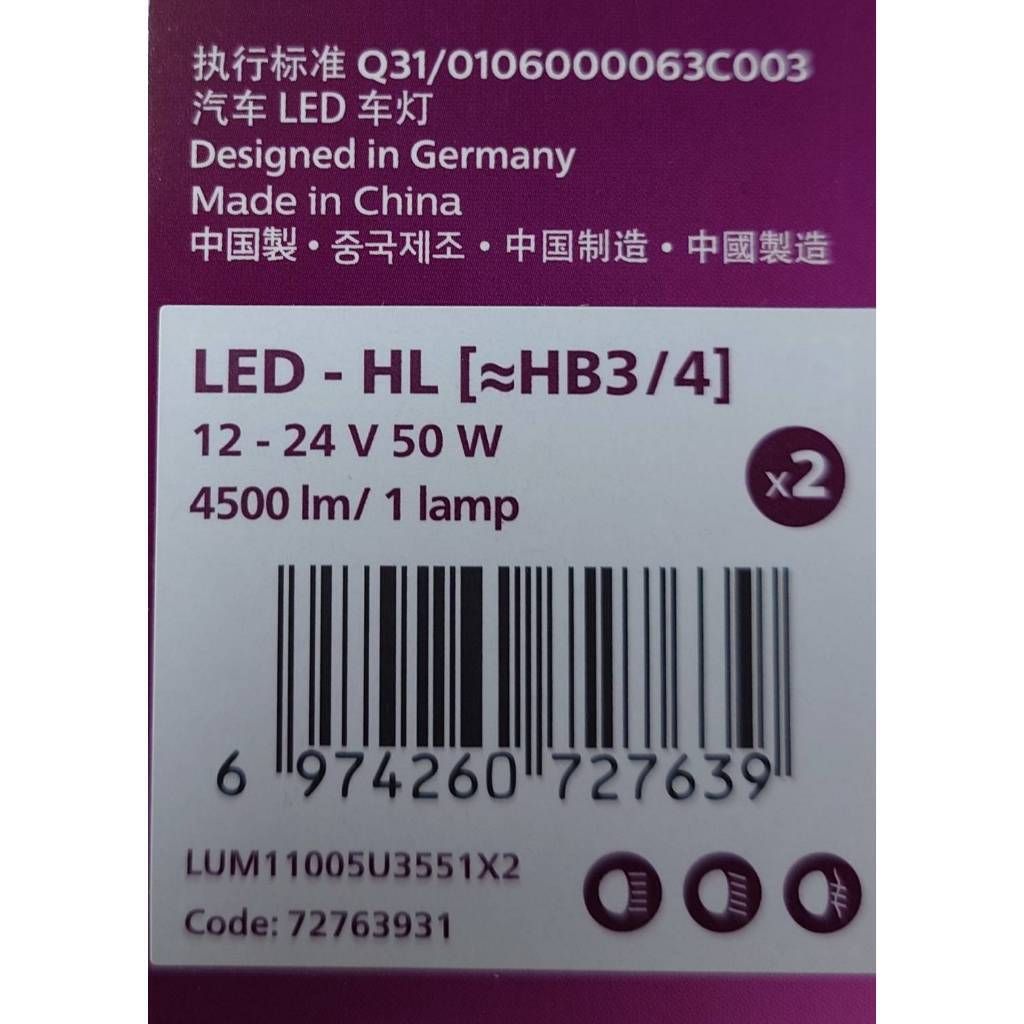 执行标准 Q31/0106000063C003
汽车 LED 车灯
Designed in Germany
Made in China
中国製 • 중국제조 • 中国制造 • 中國製造
LED - HL [≈HB3/4]
12 - 24 V 50 W
4500 lm/ 1 lamp
x2
6 974260 727639
LUM11005U3551X2
Code: 72763931